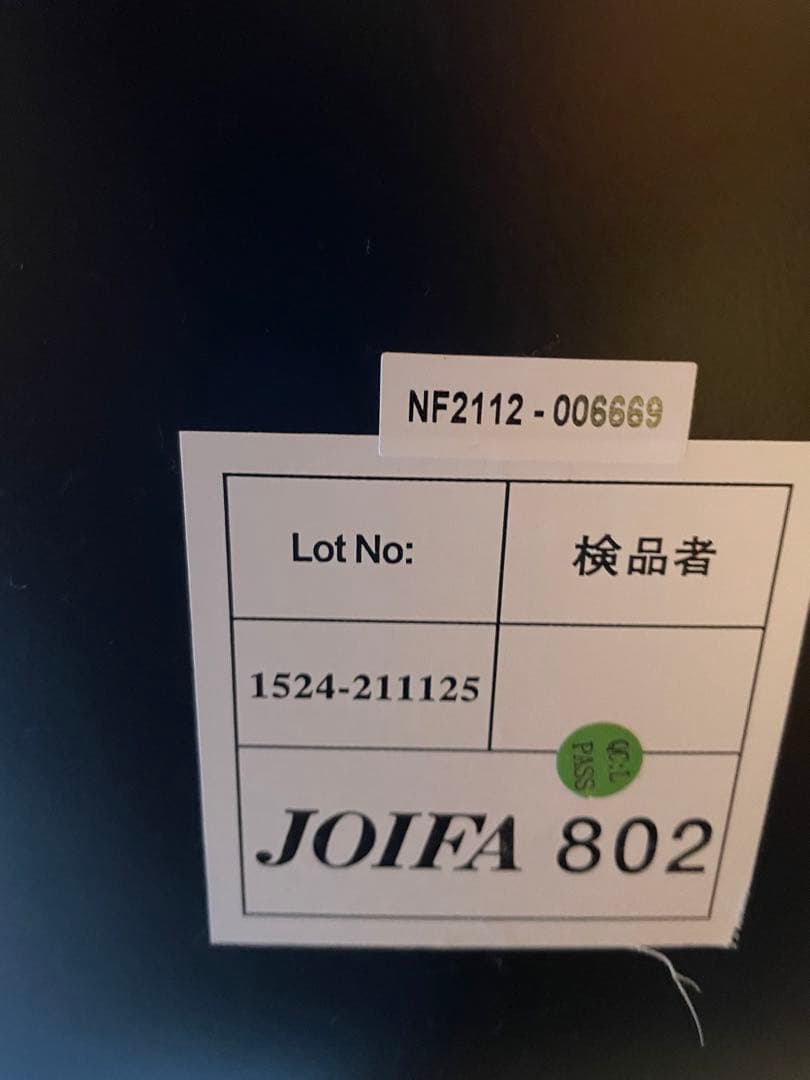 NF2112 - 006669
Lot No:
検品者
1524-211125
QC:L
PASS
JOIFA 802